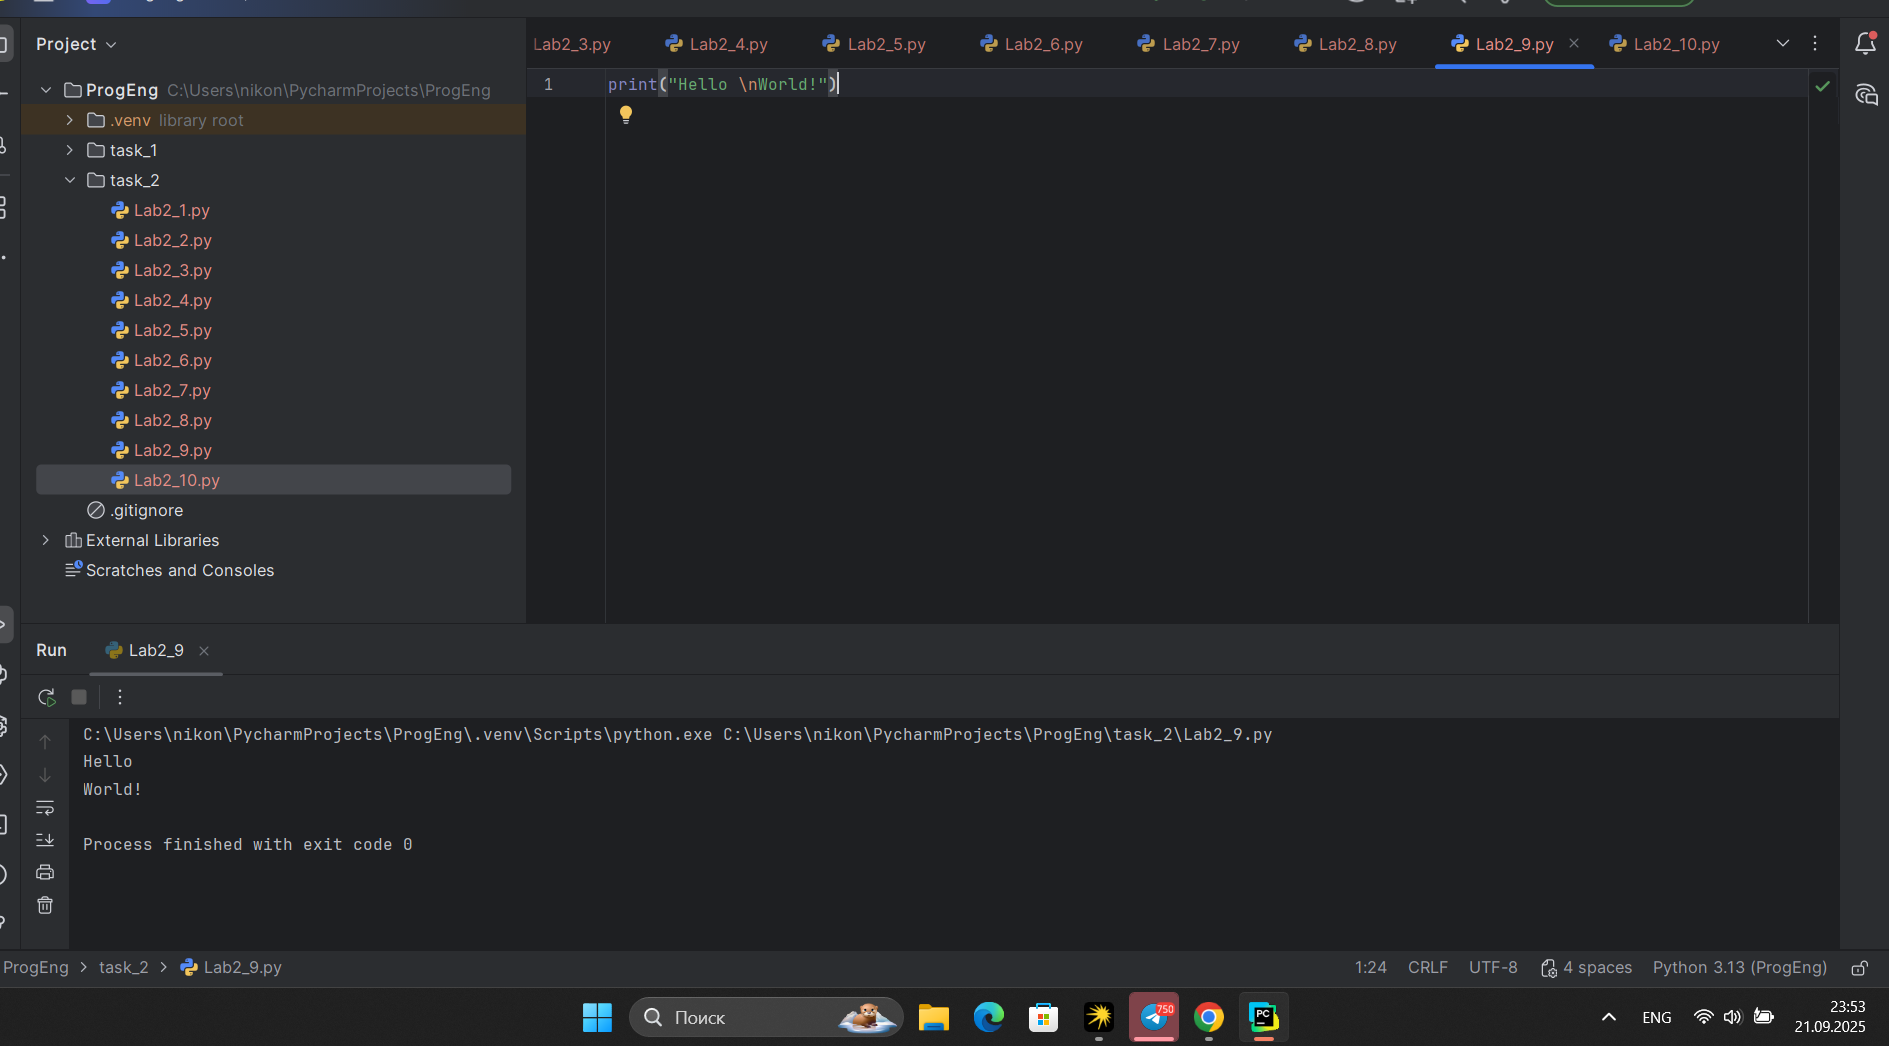 Project
Lab2_3.py Lab2_4.py Lab2_5.py Lab2_6.py Lab2_7.py Lab2_8.py Lab2_9.py Lab2_10.py
ProgEng C:\Users\nikon\PycharmProjects\ProgEng
.venv library root
task_1
task_2
Lab2_1.py
Lab2_2.py
Lab2_3.py
Lab2_4.py
Lab2_5.py
Lab2_6.py
Lab2_7.py
Lab2_8.py
Lab2_9.py
Lab2_10.py
.gitignore
External Libraries
Scratches and Consoles
1 print("Hello \nWorld!")
Run Lab2_9
C:\Users\nikon\PycharmProjects\ProgEng\.venv\Scripts\python.exe C:\Users\nikon\PycharmProjects\ProgEng\task_2\Lab2_9.py
Hello
World!
Process finished with exit code 0
ProgEng > task_2 > Lab2_9.py 1:24 CRLF UTF-8 4 spaces Python 3.13 (ProgEng)
Поиск 750 PC ENG 23:53
21.09.2025